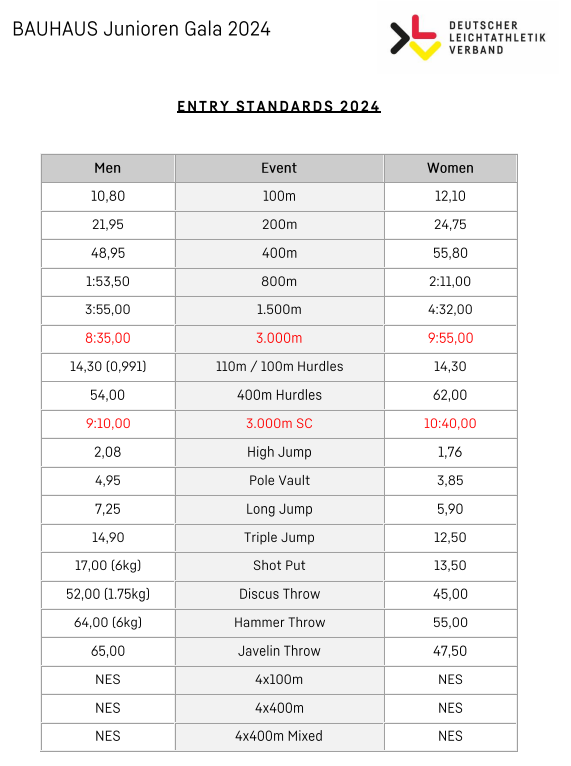 BAUHAUS Junioren Gala 2024
DEUTSCHER
LEICHTATHLETIK
VERBAND
ENTRY STANDARDS 2024
Men Event Women
10,80 100m 12,10
21,95 200m 24,75
48,95 400m 55,80
1:53,50 800m 2:11,00
3:55,00 1.500m 4:32,00
8:35,00 3.000m 9:55,00
14,30 (0,991) 110m / 100m Hurdles 14,30
54,00 400m Hurdles 62,00
9:10,00 3.000m SC 10:40,00
2,08 High Jump 1,76
4,95 Pole Vault 3,85
7,25 Long Jump 5,90
14,90 Triple Jump 12,50
17,00 (6kg) Shot Put 13,50
52,00 (1.75kg) Discus Throw 45,00
64,00 (6kg) Hammer Throw 55,00
65,00 Javelin Throw 47,50
NES 4x100m NES
NES 4x400m NES
NES 4x400m Mixed NES